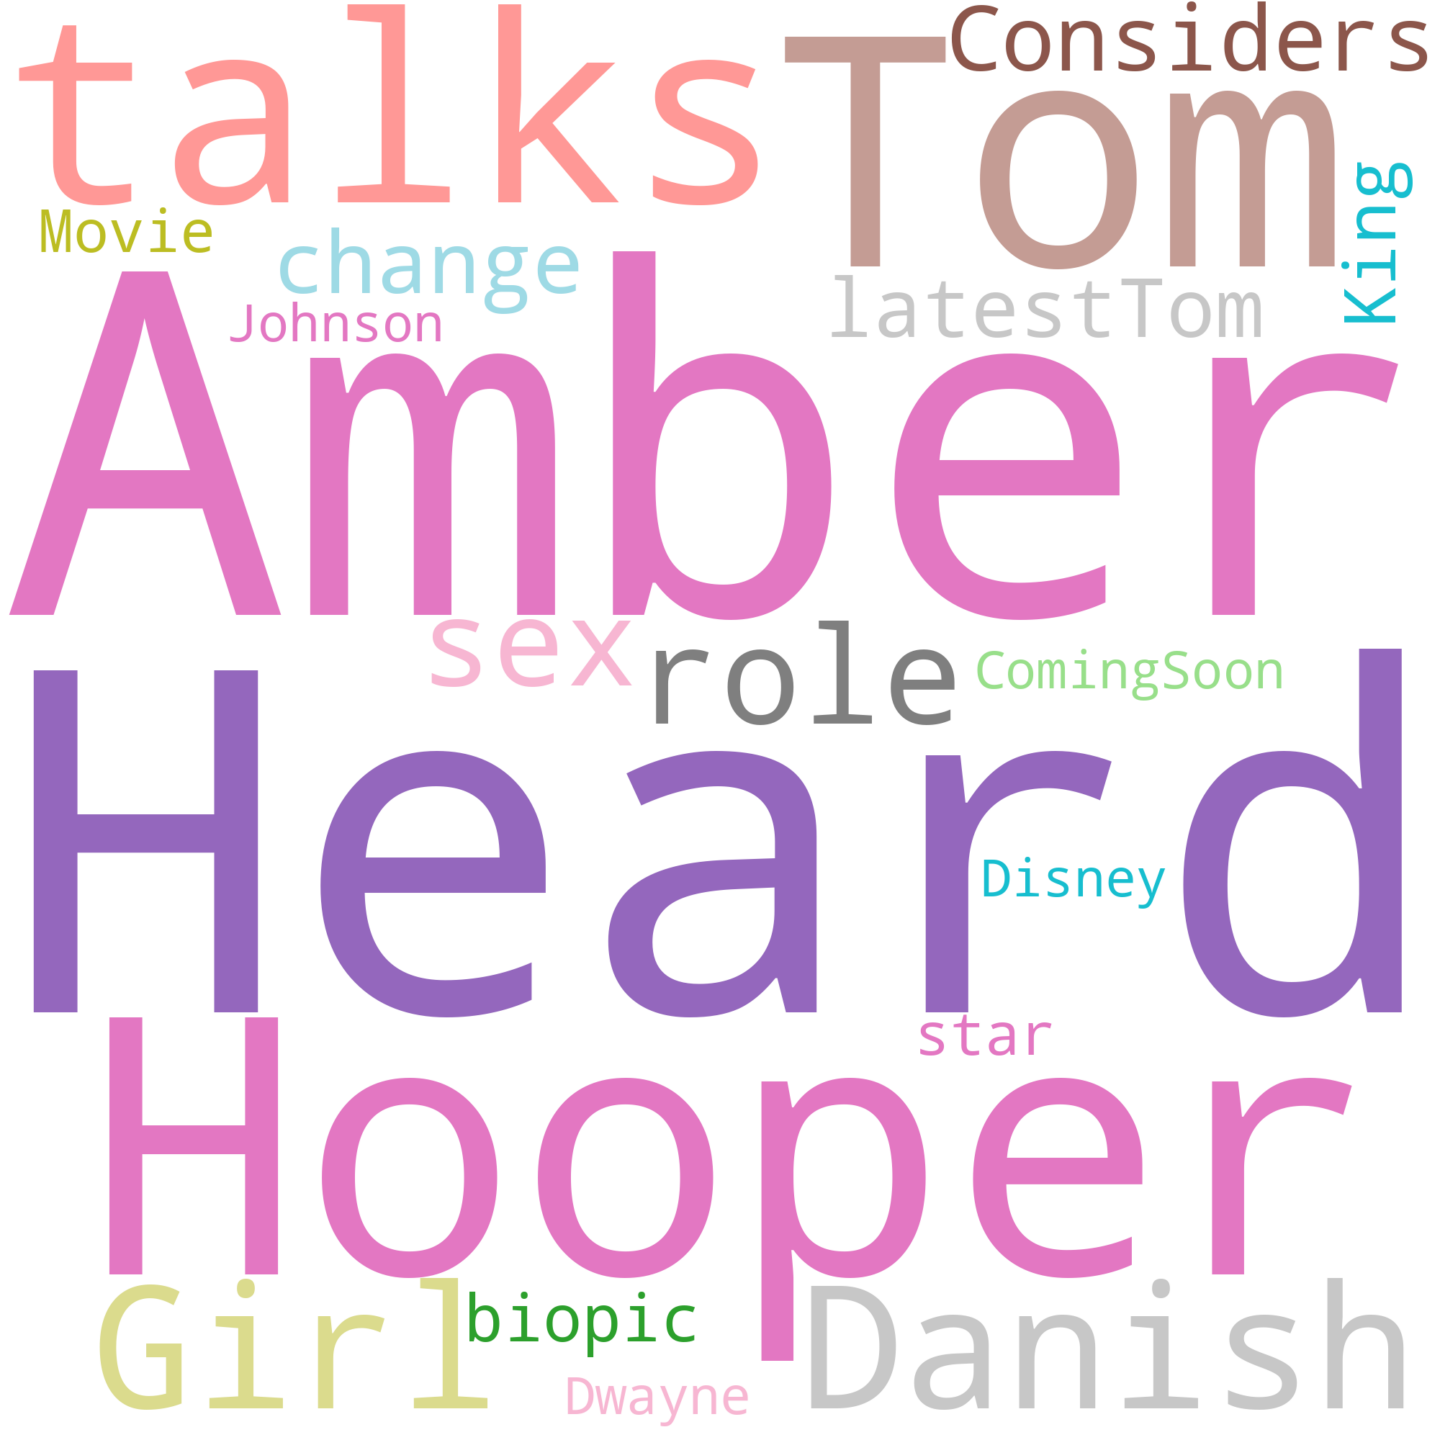 talks
Tom
Considers
King
Movie
change
latestTom
Johnson
Amber
sex
role
ComingSoon
Heard
Disney
Hooper
star
Girl
biopic
Danish
Dwayne